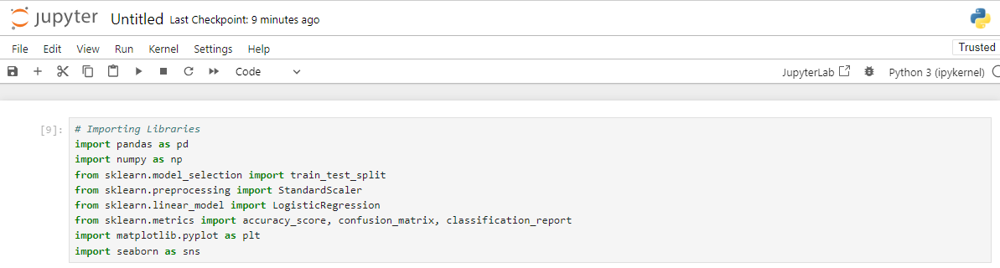 jupyter Untitled Last Checkpoint: 9 minutes ago
File Edit View Run Kernel Settings Help Trusted
Code JupyterLab Python 3 (ipykernel)
[9]: # Importing Libraries
import pandas as pd
import numpy as np
from sklearn.model_selection import train_test_split
from sklearn.preprocessing import StandardScaler
from sklearn.linear_model import LogisticRegression
from sklearn.metrics import accuracy_score, confusion_matrix, classification_report
import matplotlib.pyplot as plt
import seaborn as sns